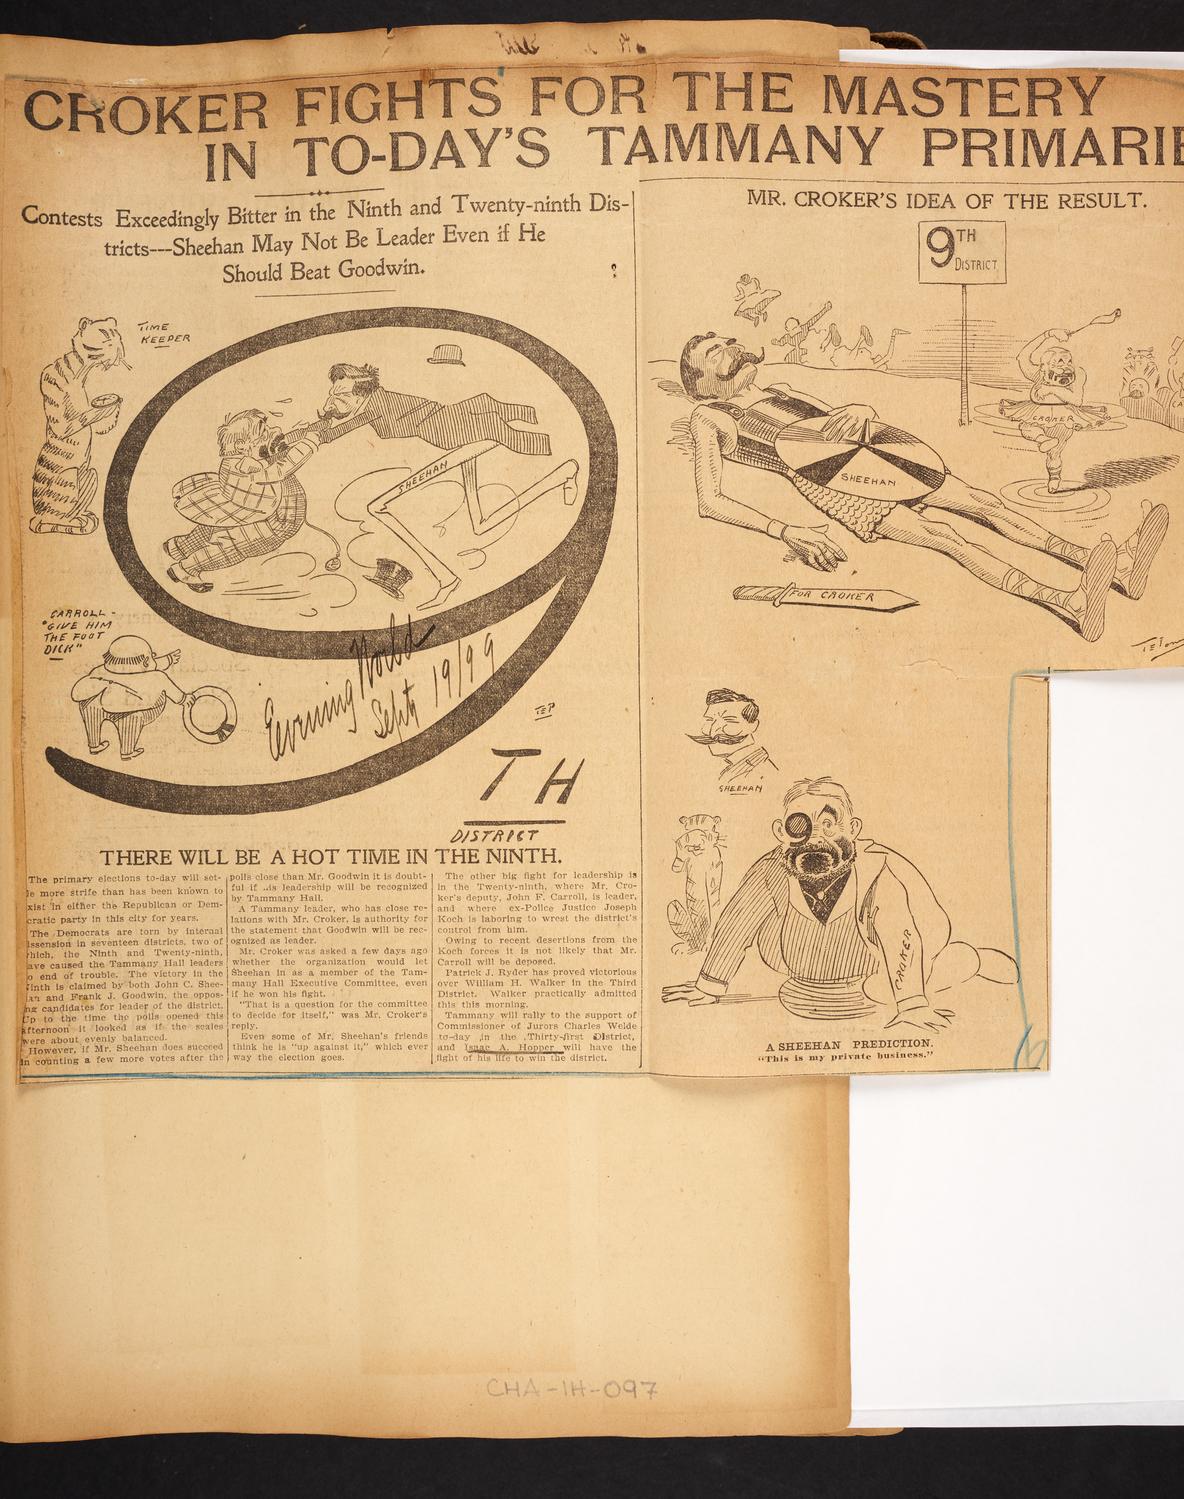 CROKER FIGHTS FOR THE MASTERY
IN TO-DAY'S TAMMANY PRIMARIE
Contests Exceedingly Bitter in the Ninth and Twenty-ninth Dis-
tricts---Sheehan May Not Be Leader Even if He
Should Beat Goodwin.
?
TIME
KEEPER
SHEEHAN
CARROLL -
"GIVE HIM
THE FOOT
DICK"
Evening World
Sept 19/99
TEP
TH
DISTRICT
THERE WILL BE A HOT TIME IN THE NINTH.
The primary elections to-day will set-
le more strife than has been known to
xist in either the Republican or Dem-
cratic party in this city for years.
The Democrats are torn by internal
issension in seventeen districts, two of
hich, the Ninth and Twenty-ninth,
ave caused the Tammany Hall leaders
o end of trouble. The victory in the
inth is claimed by both John C. Shee-
an and Frank J. Goodwin, the oppos-
ng candidates for leader of the district.
Up to the time the polls opened this
afternoon it looked as if the scales
were about evenly balanced.
However, if Mr. Sheehan does succeed
in counting a few more votes after the
polls close than Mr. Goodwin it is doubt-
ful if his leadership will be recognized
by Tammany Hall.
A Tammany leader, who has close re-
lations with Mr. Croker, is authority for
the statement that Goodwin will be rec-
ognized as leader.
Mr. Croker was asked a few days ago
whether the organization would let
Sheehan in as a member of the Tam-
many Hall Executive Committee, even
if he won his fight.
"That is a question for the committee
to decide for itself," was Mr. Croker's
reply.
Even some of Mr. Sheehan's friends
think he is "up against it," which ever
way the election goes.
The other big fight for leadership is
in the Twenty-ninth, where Mr. Cro-
ker's deputy, John F. Carroll, is leader,
and where ex-Police Justice Joseph
Koch is laboring to wrest the district's
control from him.
Owing to recent desertions from the
Koch forces it is not likely that Mr.
Carroll will be deposed.
Patrick J. Ryder has proved victorious
over William H. Walker in the Third
District. Walker practically admitted
this this morning.
Tammany will rally to the support of
Commissioner of Jurors Charles Welde
to-day in the Thirty-first District,
and Isaac A. Hopper will have the
fight of his life to win the district.
MR. CROKER'S IDEA OF THE RESULT.
9TH
DISTRICT
CROKER
CA
SHEEHAN
FOR CROKER
SHEEHAN
CROKER
A SHEEHAN PREDICTION.
"This is my private business."
CHA-1H-097